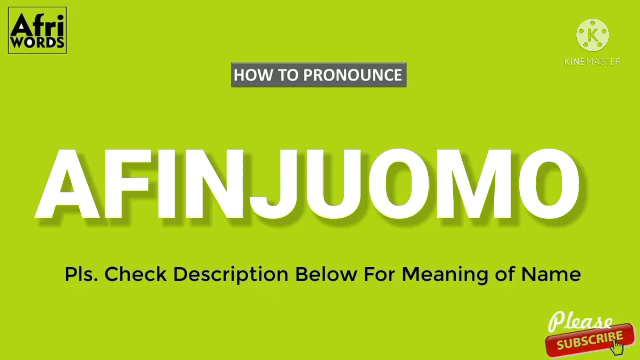 Afri
WORDS
KINEMASTER
HOW TO PRONOUNCE
AFINJUOMO
Pls. Check Description Below For Meaning of Name
Please
SUBSCRIBE